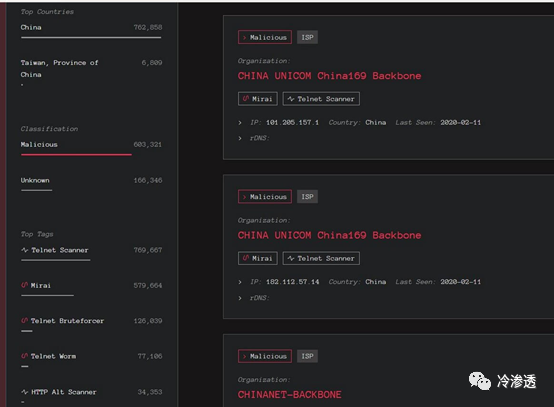 Top Countries
China 762,858
Taiwan, Province of
China 6,809
Classification
Malicious 603,321
Unknown 166,346
Top Tags
Telnet Scanner 769,667
Mirai 579,664
Telnet Bruteforcer 126,039
Telnet Worm 77,106
HTTP Alt Scanner 34,353
Malicious ISP
Organization:
CHINA UNICOM China169 Backbone
Mirai Telnet Scanner
> IP: 101.205.157.1 Country: China Last Seen: 2020-02-11
> rDNS:
Malicious ISP
Organization:
CHINA UNICOM China169 Backbone
Mirai Telnet Scanner
> IP: 182.112.57.14 Country: China Last Seen: 2020-02-11
> rDNS:
Malicious ISP
Organization:
CHINANET-BACKBONE
冷渗透